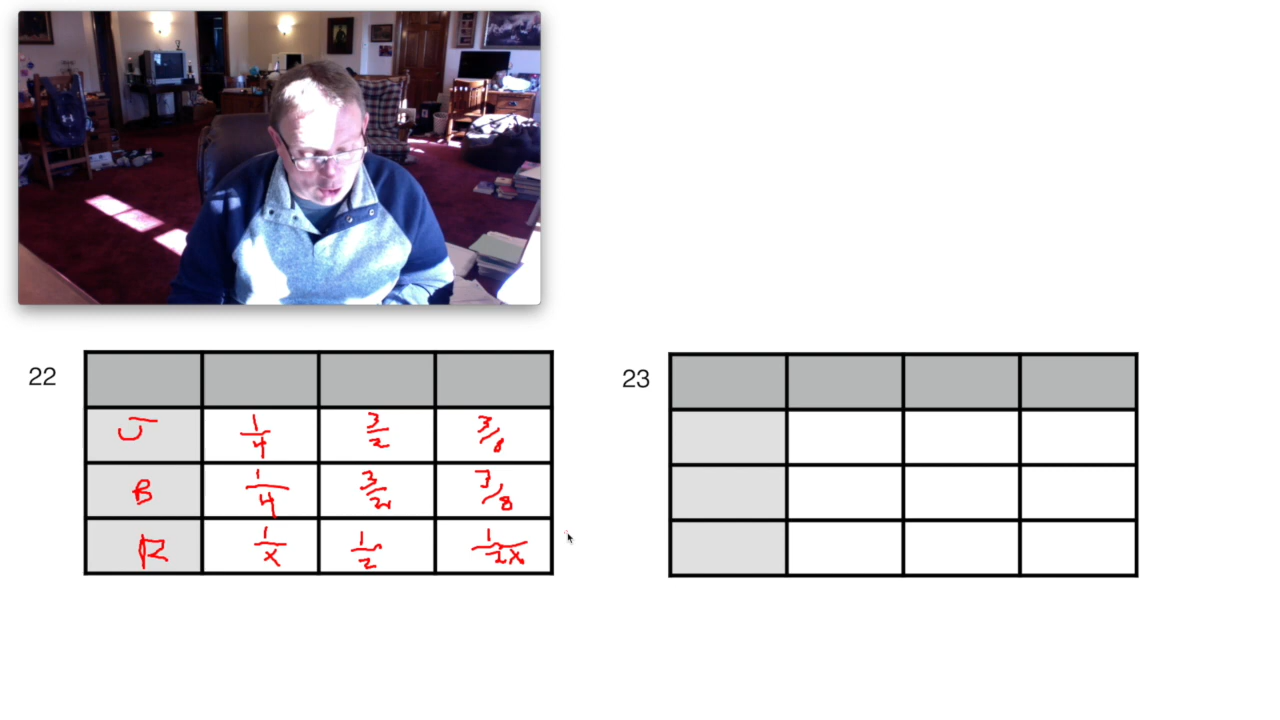 22
J 1/4 3/2 3/8
B 1/4 3/2 3/8
R 1/x 1/2 1/2x
23